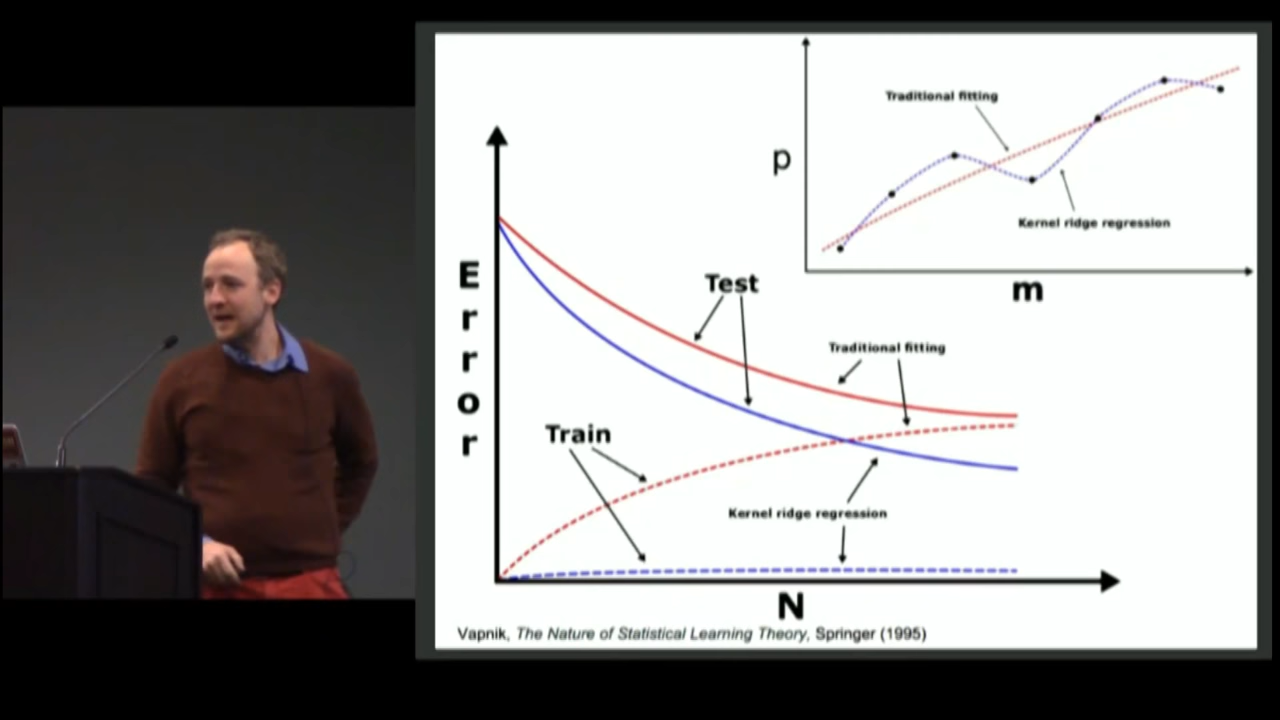 Traditional fitting
p
Kernel ridge regression
m
Error
Test
Traditional fitting
Train
Kernel ridge regression
N
Vapnik, The Nature of Statistical Learning Theory, Springer (1995)